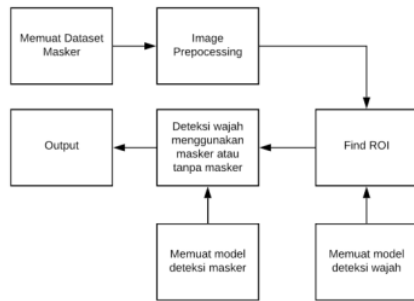 Memuat Dataset
Masker
Image
Prepocessing
Output
Deteksi wajah
menggunakan
masker atau
tanpa masker
Find ROI
Memuat model
deteksi masker
Memuat model
deteksi wajah